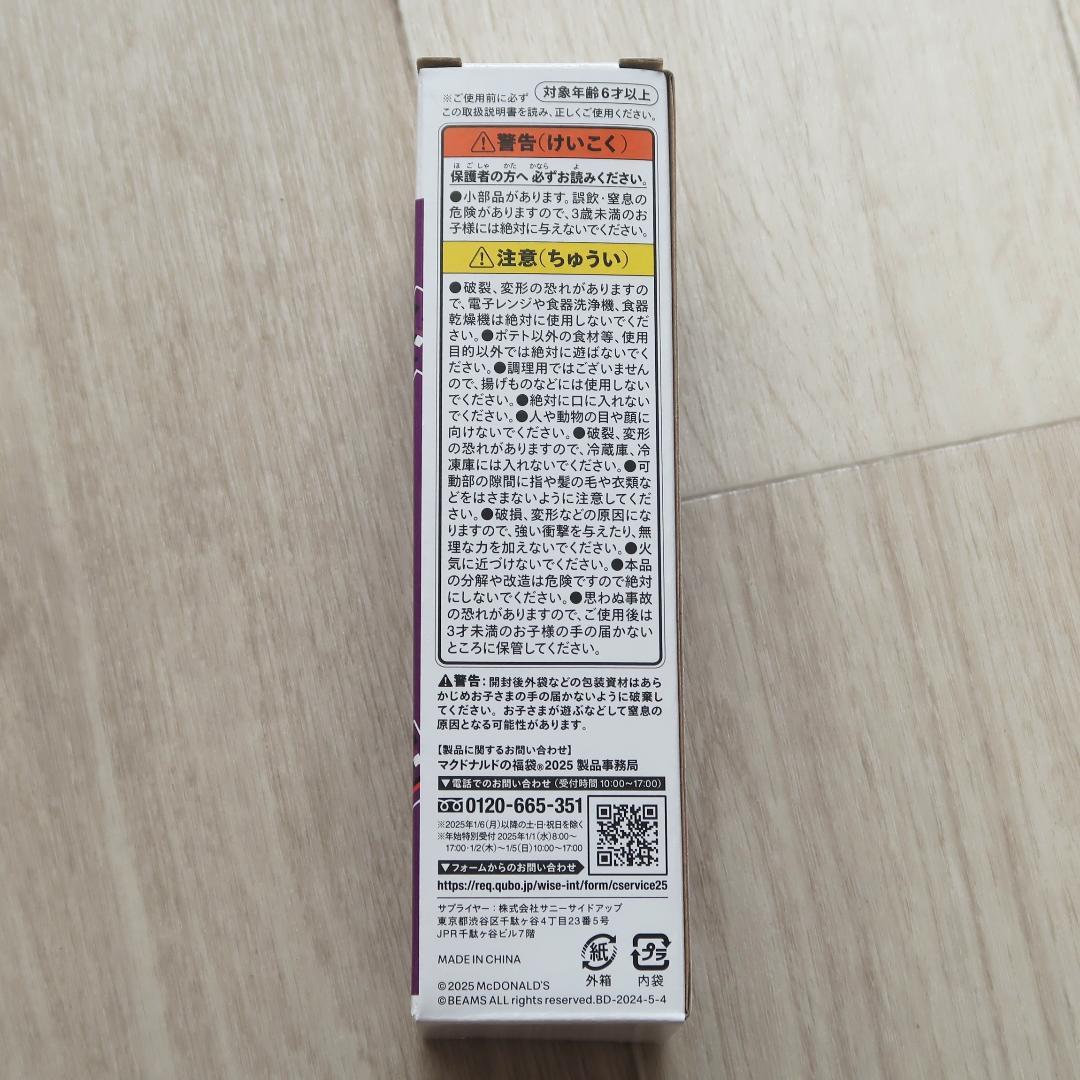 対象年齢6才以上
※ご使用前に必ず
この取扱説明書を読み、正しくご使用ください。
⚠警告(けいこく)
ほごしゃ かた かなら よ
保護者の方へ 必ずお読みください。
●小部品があります。誤飲・窒息の
危険がありますので、3歳未満のお
子様には絶対に与えないでください。
⚠注意(ちゅうい)
●破裂、変形の恐れがありますの
で、電子レンジや食器洗浄機、食器
乾燥機は絶対に使用しないでくだ
さい。●ポテト以外の食材等、使用
目的以外では絶対に遊ばないでく
ださい。●調理用ではございません
ので、揚げものなどには使用しない
でください。●絶対に口に入れない
でください。●人や動物の目や顔に
向けないでください。●破裂、変形
の恐れがありますので、冷蔵庫、冷
凍庫には入れないでください。●可
動部の隙間に指や髪の毛や衣類な
どをはさまないように注意してくだ
さい。●破損、変形などの原因にな
りますので、強い衝撃を与えたり、無
理な力を加えないでください。●火
気に近づけないでください。●本品
の分解や改造は危険ですので絶対
にしないでください。●思わぬ事故
の恐れがありますので、ご使用後は
3才未満のお子様の手の届かない
ところに保管してください。
⚠警告:開封後外袋などの包装資材はあら
かじめお子さまの手の届かないように破棄し
てください。お子さまが遊ぶなどして窒息の
原因となる可能性があります。
【製品に関するお問い合わせ】
マクドナルドの福袋®2025 製品事務局
▼電話でのお問い合わせ(受付時間10:00〜17:00)
0120-665-351
※2025年1/6(月)以降の土・日・祝日を除く
※年始特別受付 2025年1/1(水)8:00〜
17:00・1/2(木)〜1/5(日)10:00〜17:00
▼フォームからのお問い合わせ
https://req.qubo.jp/wise-int/form/cservice25
サプライヤー:株式会社サニーサイドアップ
東京都渋谷区千駄ヶ谷4丁目23番5号
JPR千駄ヶ谷ビル7階
紙
プラ
外箱
内袋
MADE IN CHINA
©2025 McDONALD'S
©BEAMS ALL rights reserved.BD-2024-5-4